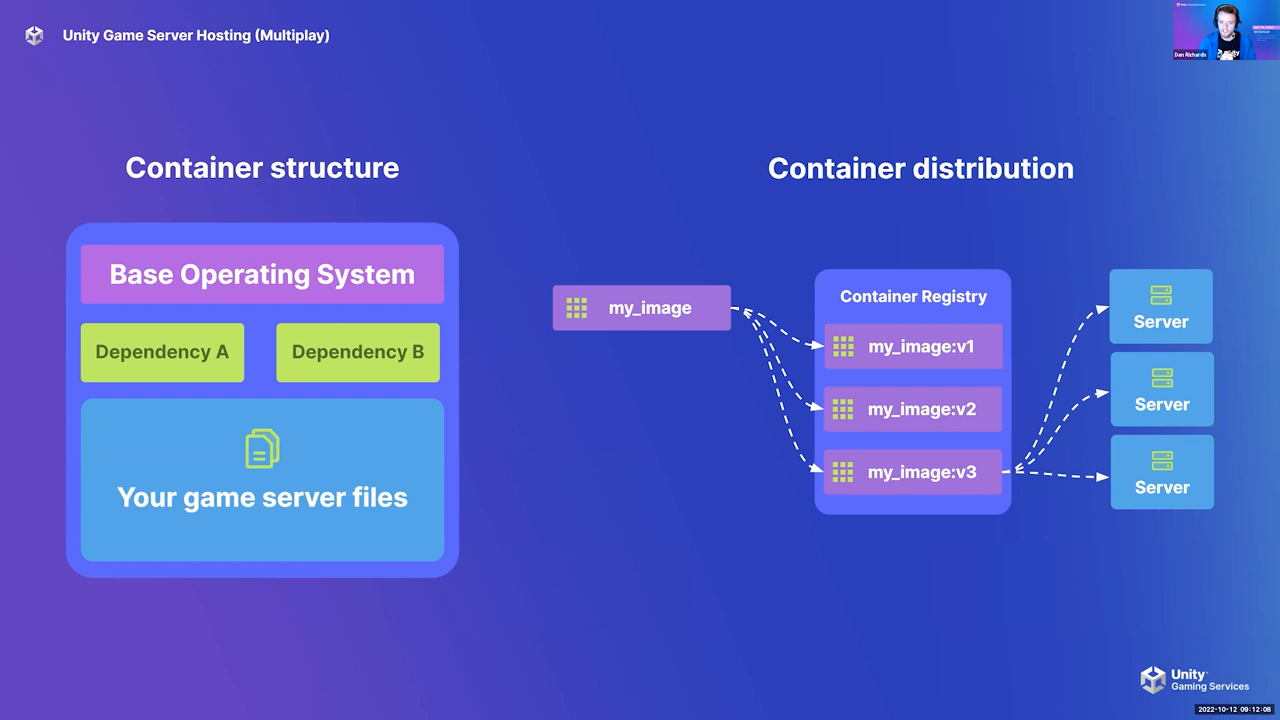 Unity Game Server Hosting (Multiplay)
Dan Richards
Container structure
Base Operating System
Dependency A
Dependency B
Your game server files
Container distribution
my_image
Container Registry
my_image:v1
my_image:v2
my_image:v3
Server
Server
Server
Unity
Gaming Services
2022-10-12 09:12:08